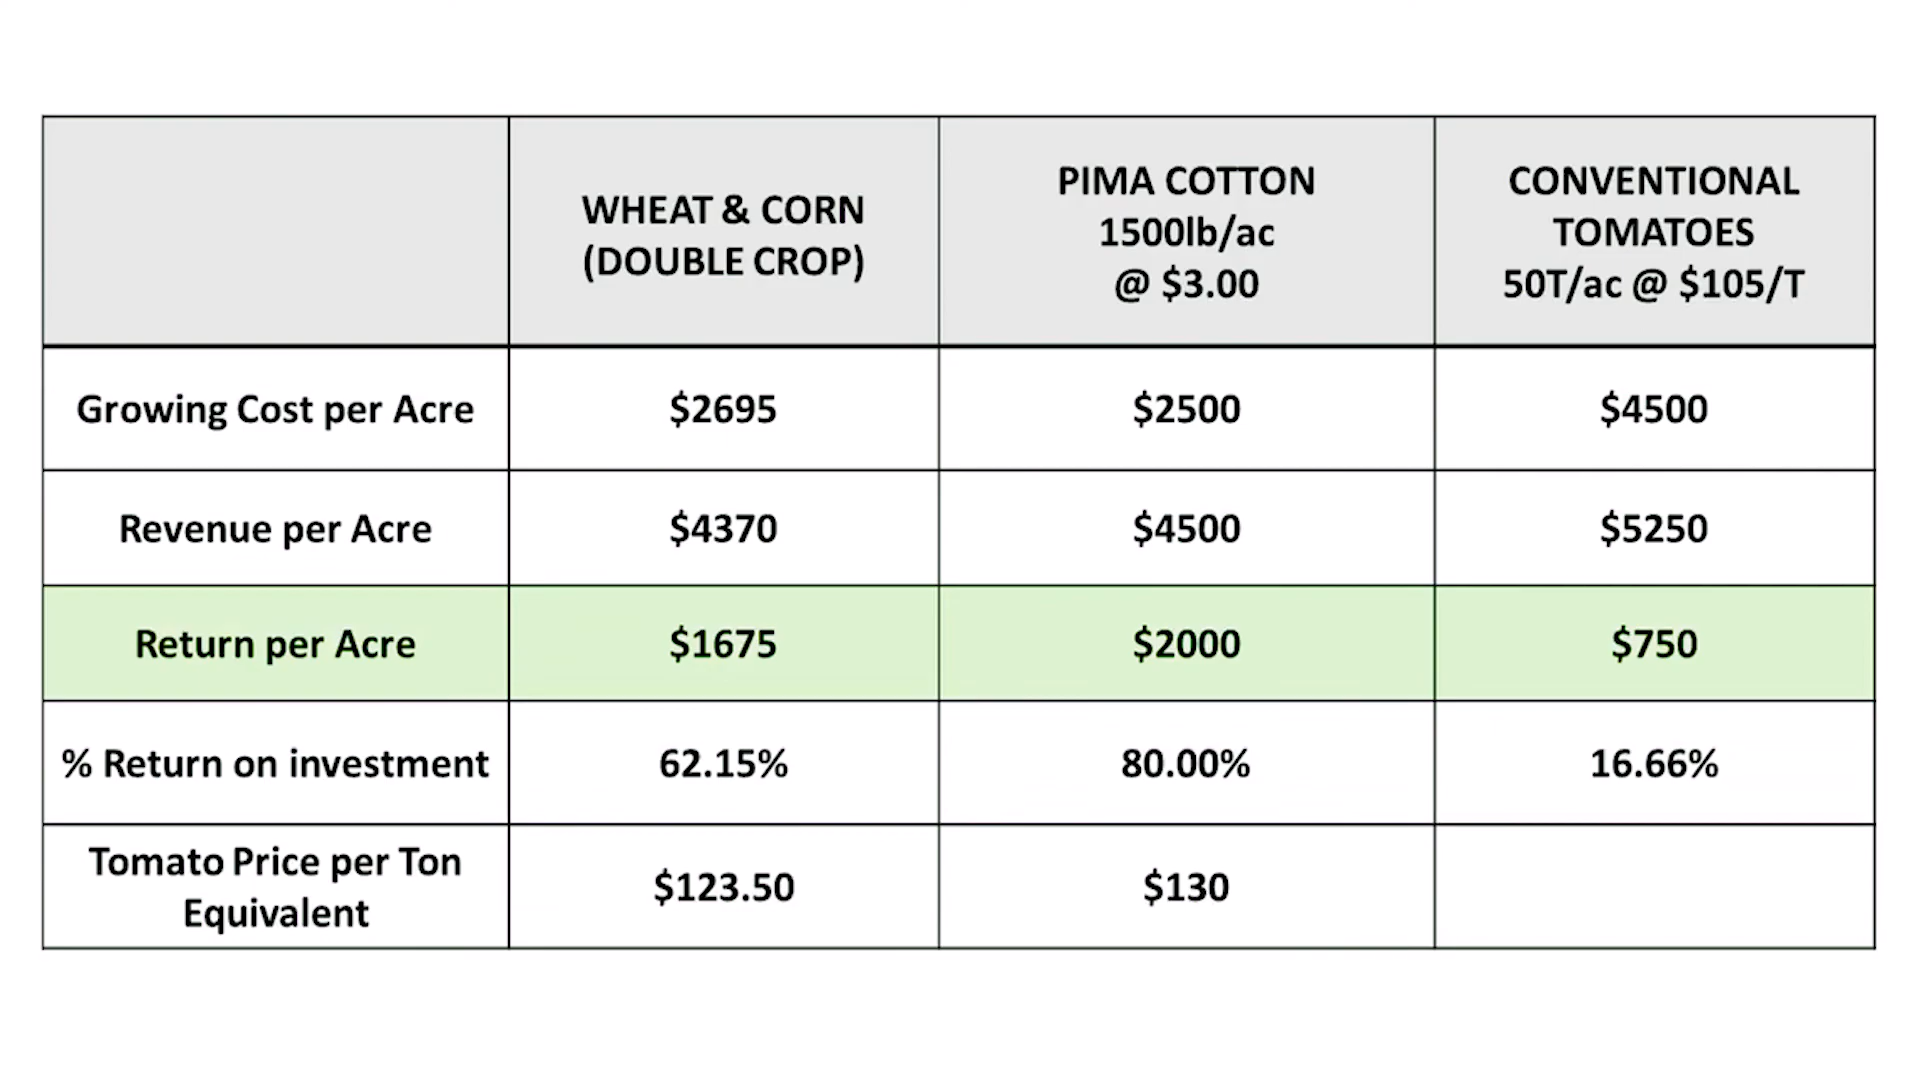 WHEAT & CORN
(DOUBLE CROP)
PIMA COTTON
1500lb/ac
@ $3.00
CONVENTIONAL
TOMATOES
50T/ac @ $105/T
Growing Cost per Acre
$2695
$2500
$4500
Revenue per Acre
$4370
$4500
$5250
Return per Acre
$1675
$2000
$750
% Return on investment
62.15%
80.00%
16.66%
Tomato Price per Ton
Equivalent
$123.50
$130